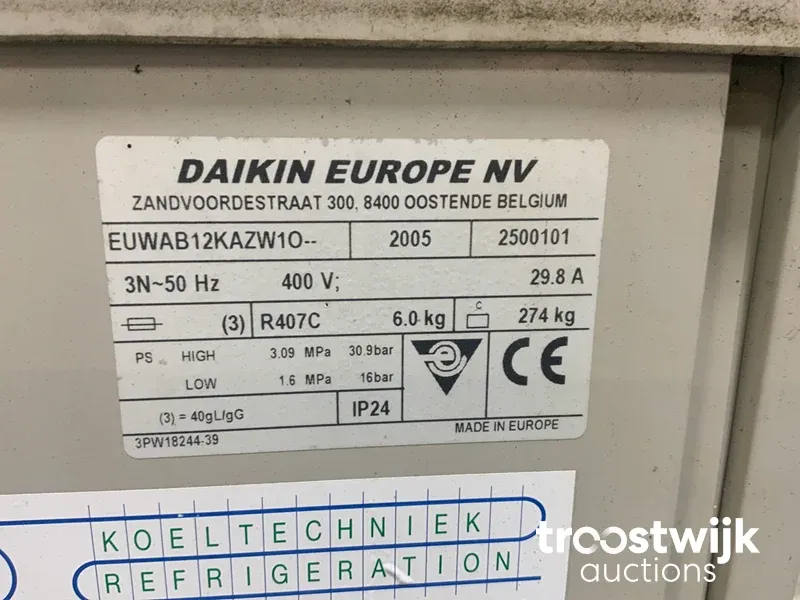 DAIKIN EUROPE NV
ZANDVOORDESTRAAT 300, 8400 OOSTENDE BELGIUM
EUWAB12KAZW1O-- 2005 2500101
3N~50 Hz 400 V; 29.8 A
(3) R407C 6.0 kg C 274 kg
PS HIGH 3.09 MPa 30.9bar
LOW 1.6 MPa 16bar
e CE
(3) = 40gL/gG IP24
3PW18244-39 MADE IN EUROPE
KOELTECHNIEK
REFRIGERATION
troostwijk
auctions